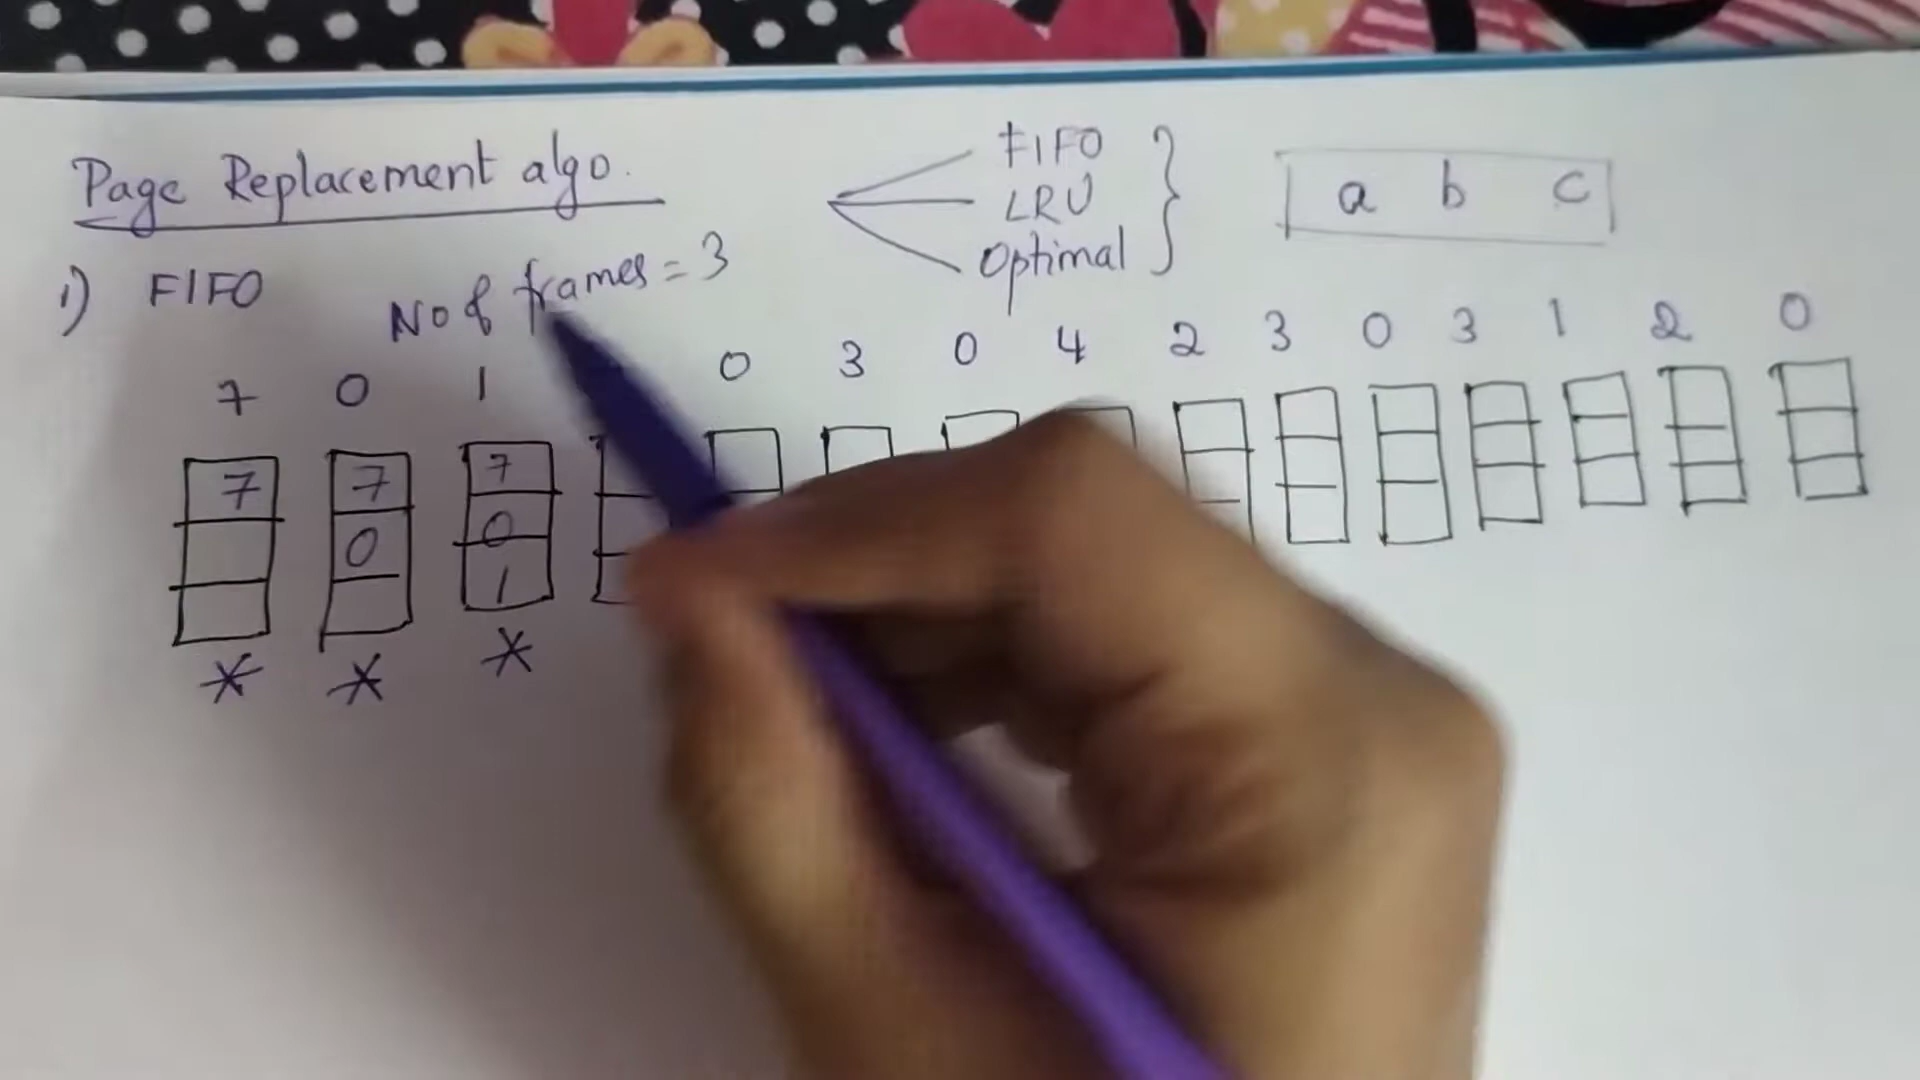 Page Replacement algo.
FIFO
LRU
Optimal
a b c
1) FIFO
No of frames = 3
7 0 1 0 3 0 4 2 3 0 3 1 2 0
7 7 7
0 0
1
* * *